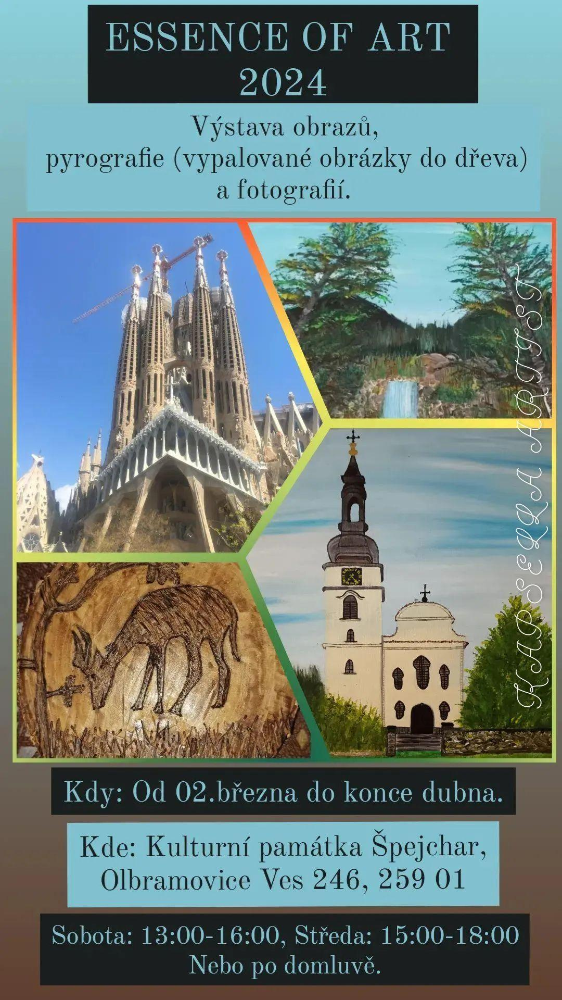 ESSENCE OF ART
2024
Výstava obrazů,
pyrografie (vypalované obrázky do dřeva)
a fotografií.
KAPSELLA ARTIST
Kdy: Od 02.března do konce dubna.
Kde: Kulturní památka Špejchar,
Olbramovice Ves 246, 259 01
Sobota: 13:00-16:00, Středa: 15:00-18:00
Nebo po domluvě.